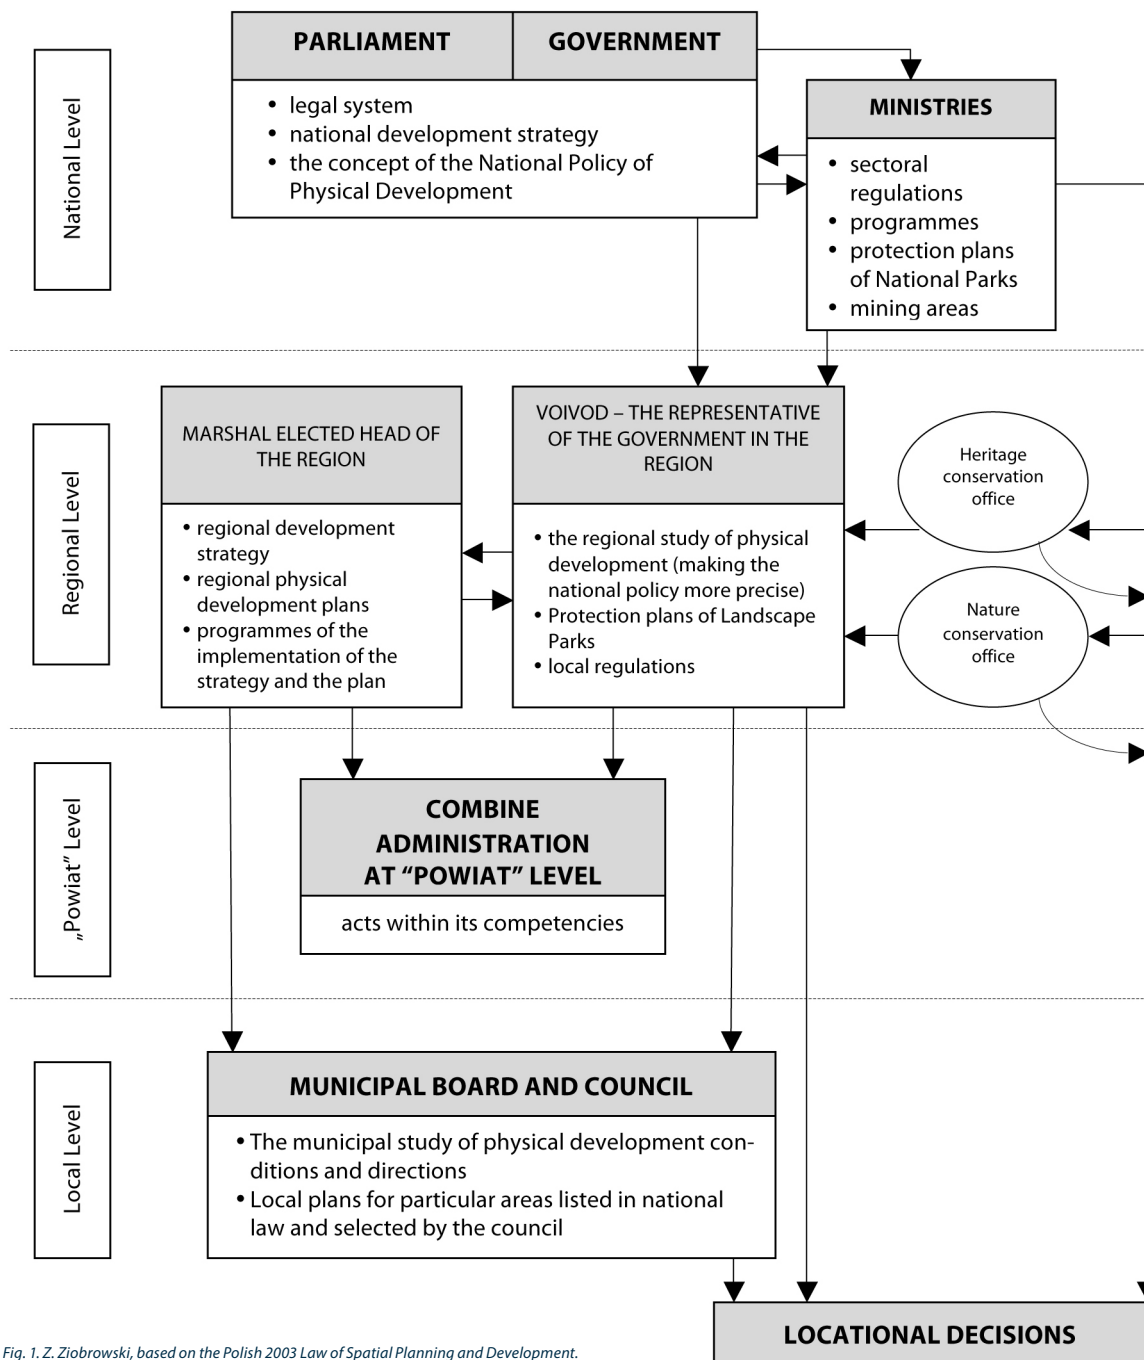 National Level
PARLIAMENT
GOVERNMENT
• legal system
• national development strategy
• the concept of the National Policy of
Physical Development
MINISTRIES
• sectoral
regulations
• programmes
• protection plans
of National Parks
• mining areas
Regional Level
MARSHAL ELECTED HEAD OF
THE REGION
• regional development
strategy
• regional physical
development plans
• programmes of the
implementation of the
strategy and the plan
VOIVOD – THE REPRESENTATIVE
OF THE GOVERNMENT IN THE
REGION
• the regional study of physical
development (making the
national policy more precise)
• Protection plans of Landscape
Parks
• local regulations
Heritage
conservation
office
Nature
conservation
office
„Powiat” Level
COMBINE
ADMINISTRATION
AT “POWIAT” LEVEL
acts within its competencies
Local Level
MUNICIPAL BOARD AND COUNCIL
• The municipal study of physical development con-
ditions and directions
• Local plans for particular areas listed in national
law and selected by the council
LOCATIONAL DECISIONS
Fig. 1. Z. Ziobrowski, based on the Polish 2003 Law of Spatial Planning and Development.